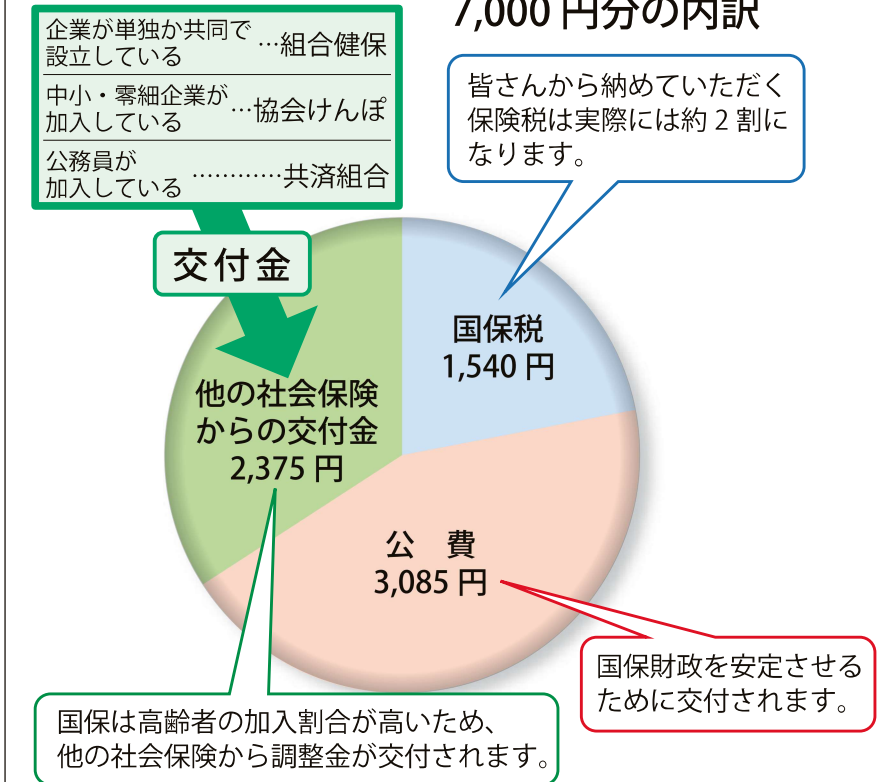 7,000 円分の内訳
企業が単独か共同で
設立している …組合健保
中小・零細企業が
加入している …協会けんぽ
公務員が
加入している …………共済組合
皆さんから納めていただく
保険税は実際には約 2 割に
なります。
交付金
国保税
1,540 円
他の社会保険
からの交付金
2,375 円
公　費
3,085 円
国保財政を安定させる
ために交付されます。
国保は高齢者の加入割合が高いため、
他の社会保険から調整金が交付されます。